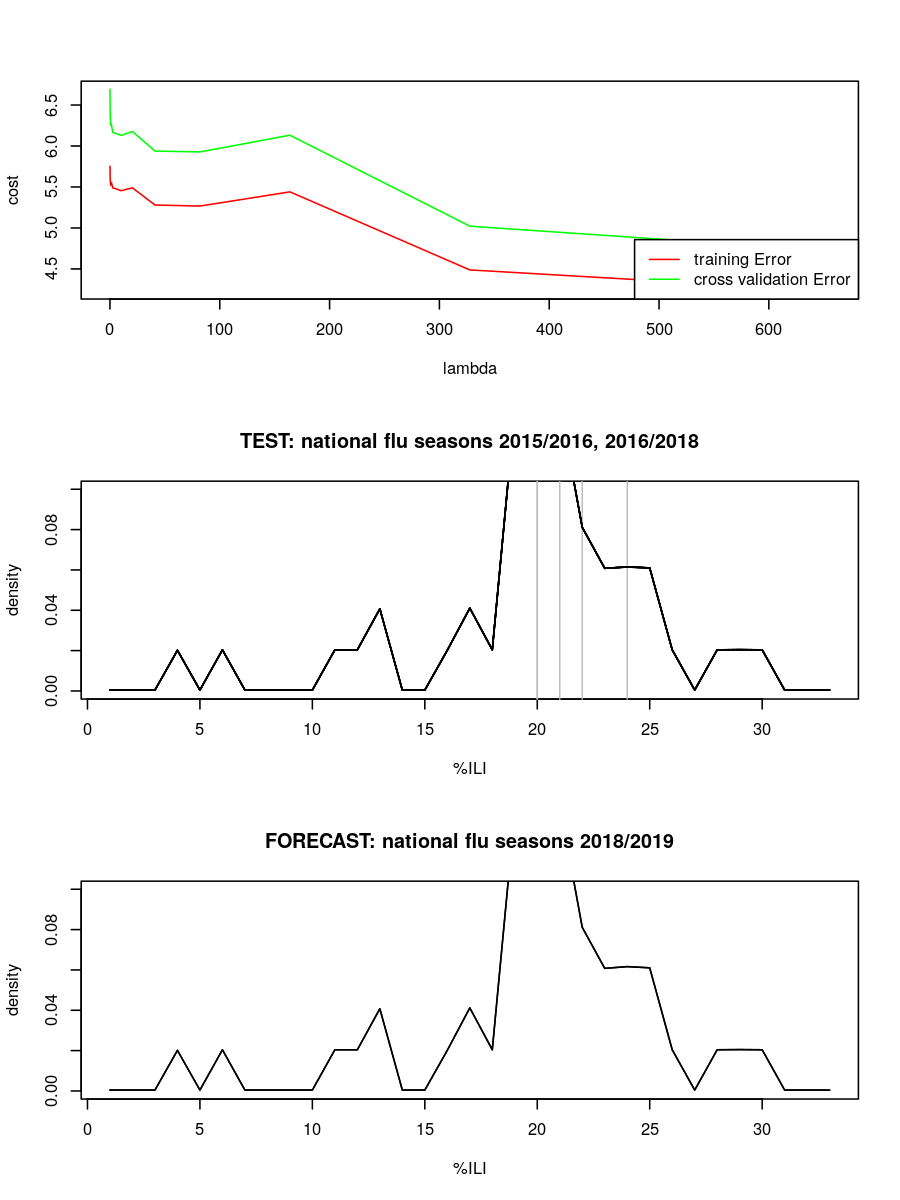 cost
6.5
6.0
5.5
5.0
4.5
training Error
cross validation Error
0 100 200 300 400 500 600
lambda
TEST: national flu seasons 2015/2016, 2016/2018
density
0.08
0.04
0.00
0 5 10 15 20 25 30
%ILI
FORECAST: national flu seasons 2018/2019
density
0.08
0.04
0.00
0 5 10 15 20 25 30
%ILI